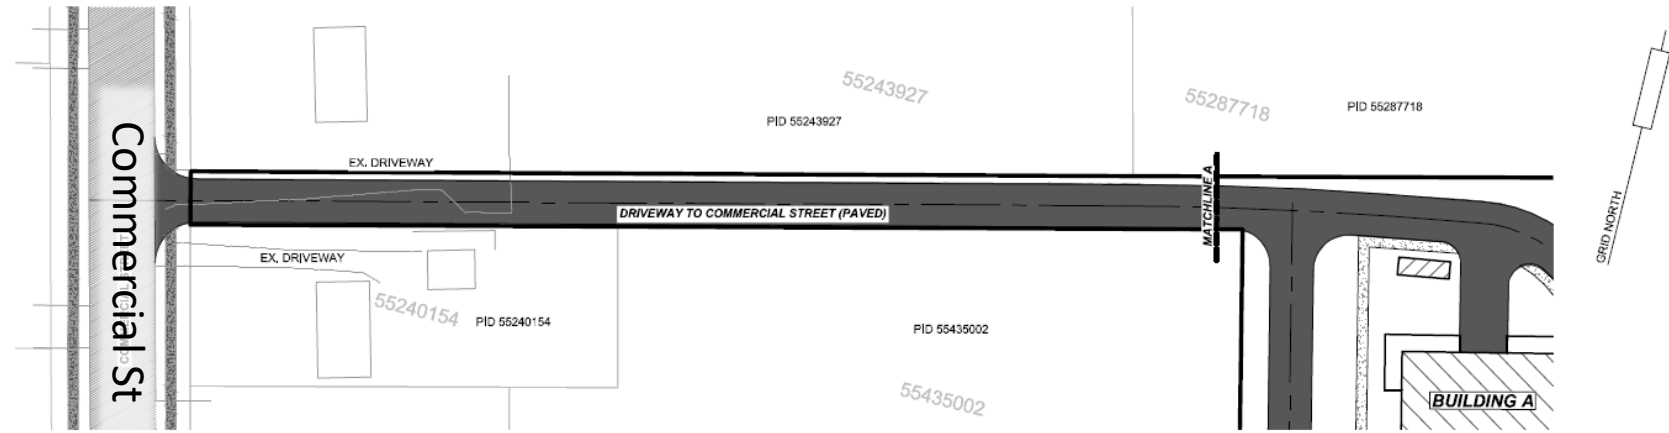 55243927
55287718
PID 55287718
PID 55243927
EX. DRIVEWAY
MATCHLINE A
GRID NORTH
DRIVEWAY TO COMMERCIAL STREET (PAVED)
Commercial St
EX. DRIVEWAY
55240154
PID 55240154
PID 55435002
55435002
BUILDING A